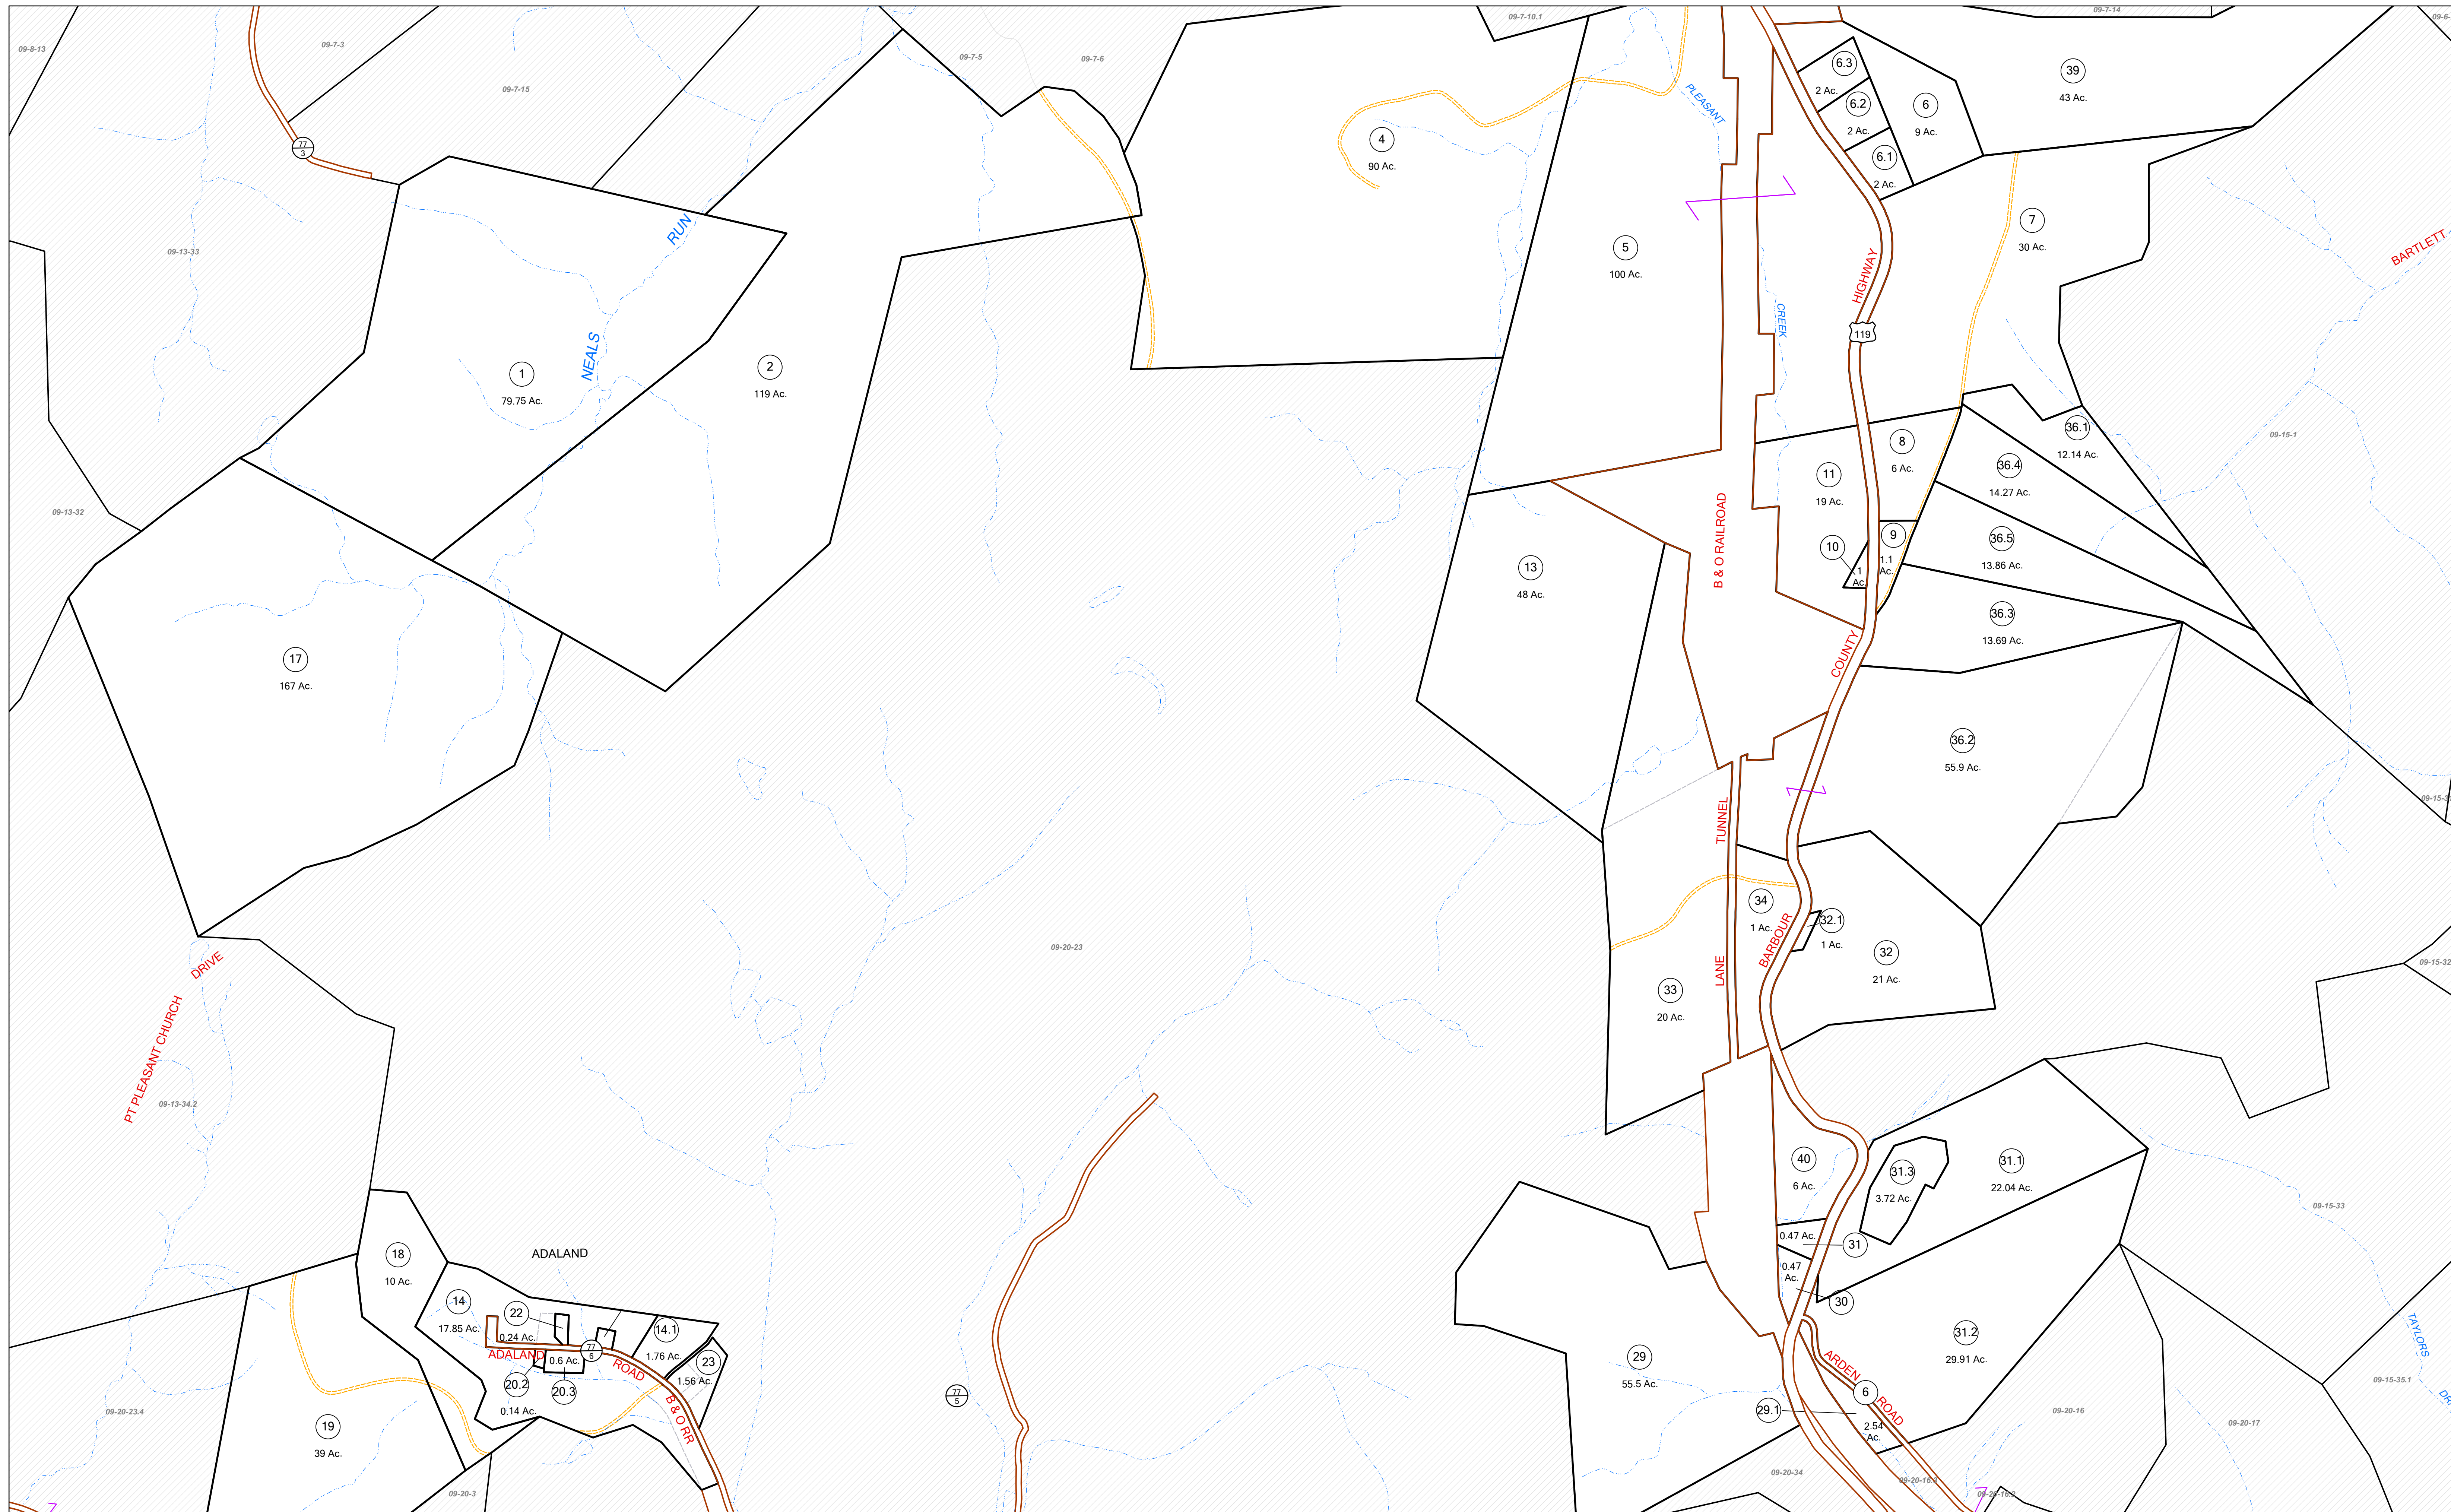 09-8-13
09-7-3
09-7-15
09-7-5
09-7-6
09-7-10.1
09-7-14
77
3
09-13-33
09-13-32
RUN
NEALS
1
79.75 Ac.
2
119 Ac.
4
90 Ac.
5
100 Ac.
PLEASANT
CREEK
6.3
2 Ac.
6.2
2 Ac.
6.1
2 Ac.
6
9 Ac.
39
43 Ac.
7
30 Ac.
HIGHWAY
119
BARTLETT
09-15-1
8
6 Ac.
11
19 Ac.
9
1.1
Ac.
10
.1
Ac.
36.1
12.14 Ac.
36.4
14.27 Ac.
36.5
13.86 Ac.
36.3
13.69 Ac.
36.2
55.9 Ac.
B & O RAILROAD
COUNTY
13
48 Ac.
17
167 Ac.
TUNNEL
LANE
BARBOUR
34
1 Ac.
32.1
1 Ac.
32
21 Ac.
33
20 Ac.
09-20-23
09-15-32
DRIVE
PT PLEASANT CHURCH
09-13-34.2
40
6 Ac.
31.3
3.72 Ac.
31.1
22.04 Ac.
0.47 Ac.
31
0.47
Ac.
30
31.2
29.91 Ac.
09-15-33
TAYLORS
09-15-35.1
18
10 Ac.
ADALAND
14
17.85 Ac.
22
0.24 Ac.
77
6
14.1
1.76 Ac.
23
1.56 Ac.
ADALAND
ROAD
0.6 Ac.
20.2
0.14 Ac.
20.3
B & O RR
19
39 Ac.
09-20-23.4
09-20-3
77
5
29
55.5 Ac.
29.1
2.54
Ac.
ARDEN
6
ROAD
09-20-16
09-20-17
09-20-34
09-20-16.2